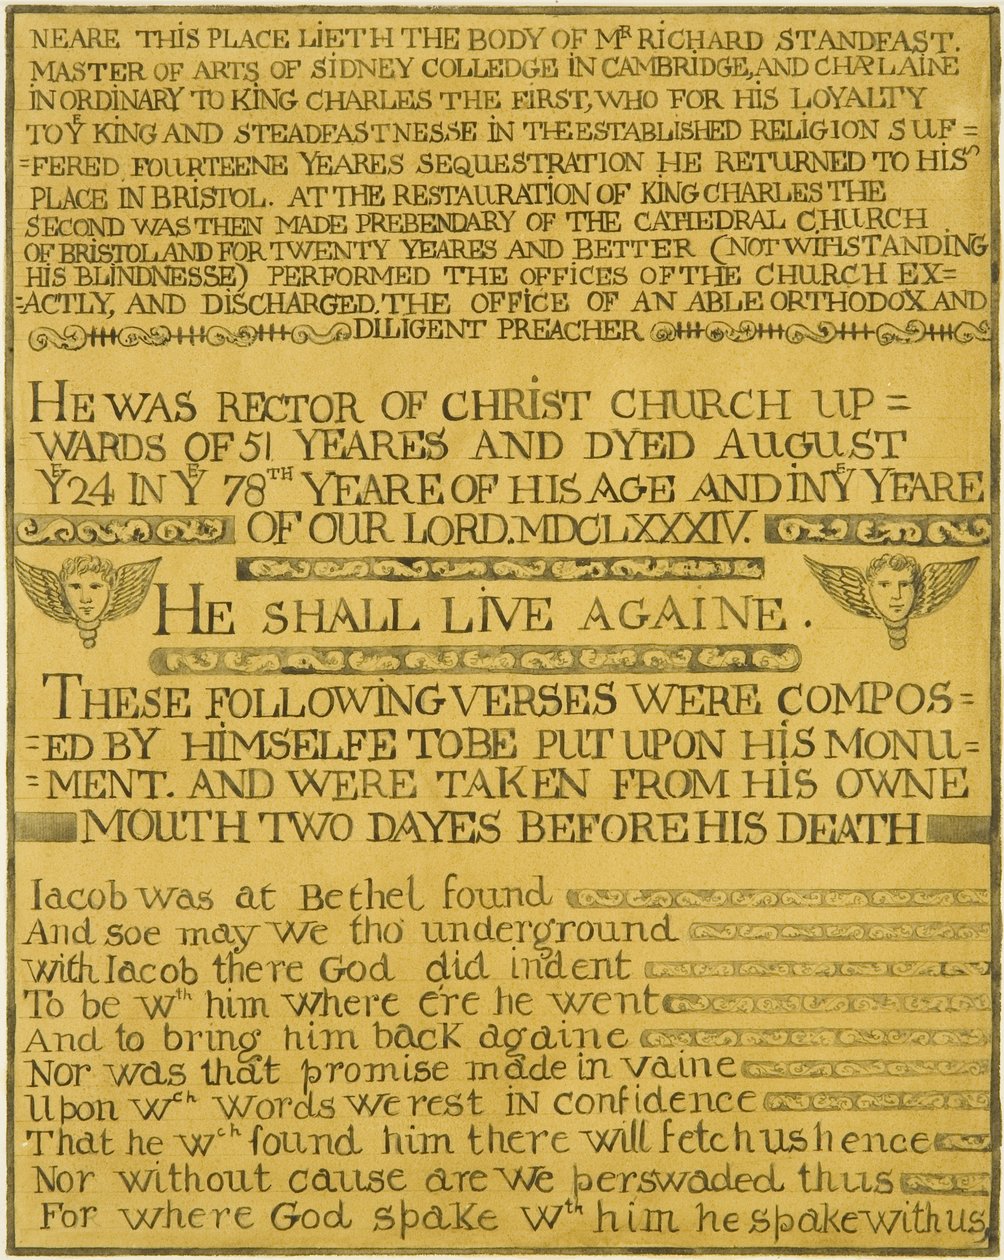 NEARE THIS PLACE LIETH THE BODY OF Mᴿ RICHARD STANDFAST.
MASTER OF ARTS OF SIDNEY COLLEDGE IN CAMBRIDGE, AND CHAPLAINE
IN ORDINARY TO KING CHARLES THE FIRST, WHO FOR HIS LOYALTY
TO Yᴱ KING AND STEADFASTNESSE IN THE ESTABLISHED RELIGION SUF=
=FERED FOURTEENE YEARES SEQUESTRATION HE RETURNED TO HIS
PLACE IN BRISTOL. AT THE RESTAURATION OF KING CHARLES THE
SECOND WAS THEN MADE PREBENDARY OF THE CATHEDRAL CHURCH
OF BRISTOL AND FOR TWENTY YEARES AND BETTER (NOT WITHSTANDING
HIS BLINDNESSE) PERFORMED THE OFFICES OF THE CHURCH EX=
=ACTLY, AND DISCHARGED. THE OFFICE OF AN ABLE ORTHODOX AND
DILIGENT PREACHER
HE WAS RECTOR OF CHRIST CHURCH UP=
WARDS OF 51 YEARES AND DYED AUGUST
Yᴱ 24 IN Yᴱ 78ᵀᴴ YEARE OF HIS AGE AND IN Yᴱ YEARE
OF OUR LORD. MDCLXXXIV.
HE SHALL LIVE AGAINE.
THESE FOLLOWING VERSES WERE COMPOS=
=ED BY HIMSELFE TO BE PUT UPON HIS MONU=
=MENT. AND WERE TAKEN FROM HIS OWNE
MOUTH TWO DAYES BEFORE HIS DEATH
Iacob was at Bethel found
And soe may we tho' underground
with Iacob there God did indent
To be wᵗʰ him where e're he went
And to bring him back againe
Nor was that promise made in vaine
Upon wᶜʰ words we rest in confidence
That he wᶜʰ found him there will fetch us hence
Nor without cause are we perswaded thus
For where God spake wᵗʰ him he spake with us